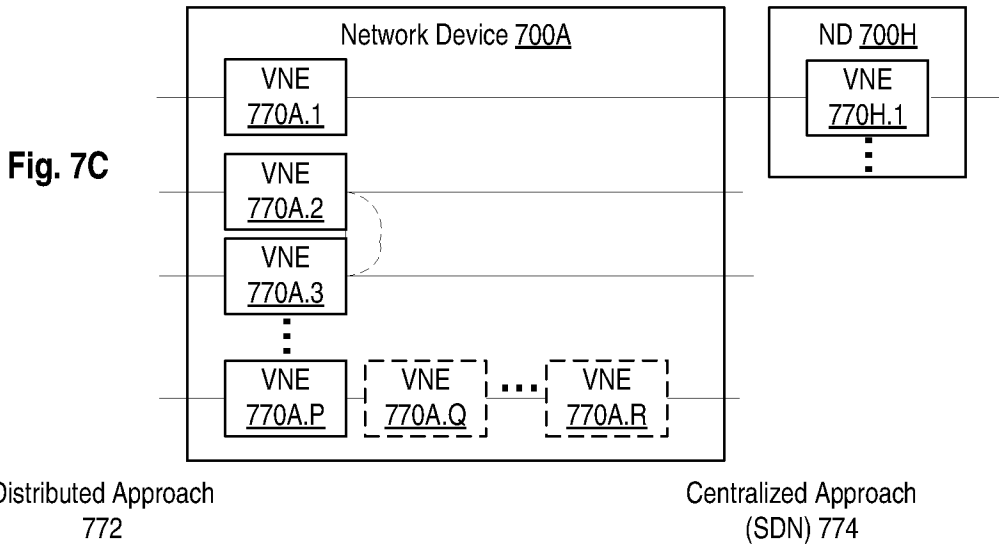 Network Device 700A
ND 700H
VNE
770A.1
VNE
770H.1
Fig. 7C
VNE
770A.2
VNE
770A.3
VNE
770A.P
VNE
770A.Q
VNE
770A.R
Distributed Approach
772
Centralized Approach
(SDN) 774